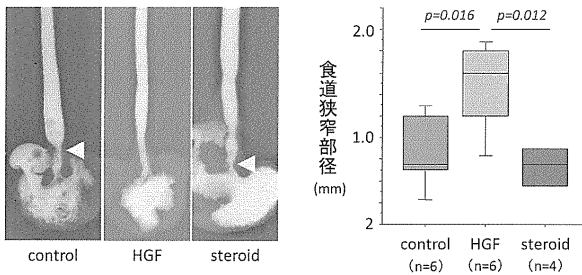 control
HGF
steroid
p=0.016
p=0.012
食道狭窄部径
(mm)
2.0
1.0
2
control
(n=6)
HGF
(n=6)
steroid
(n=4)